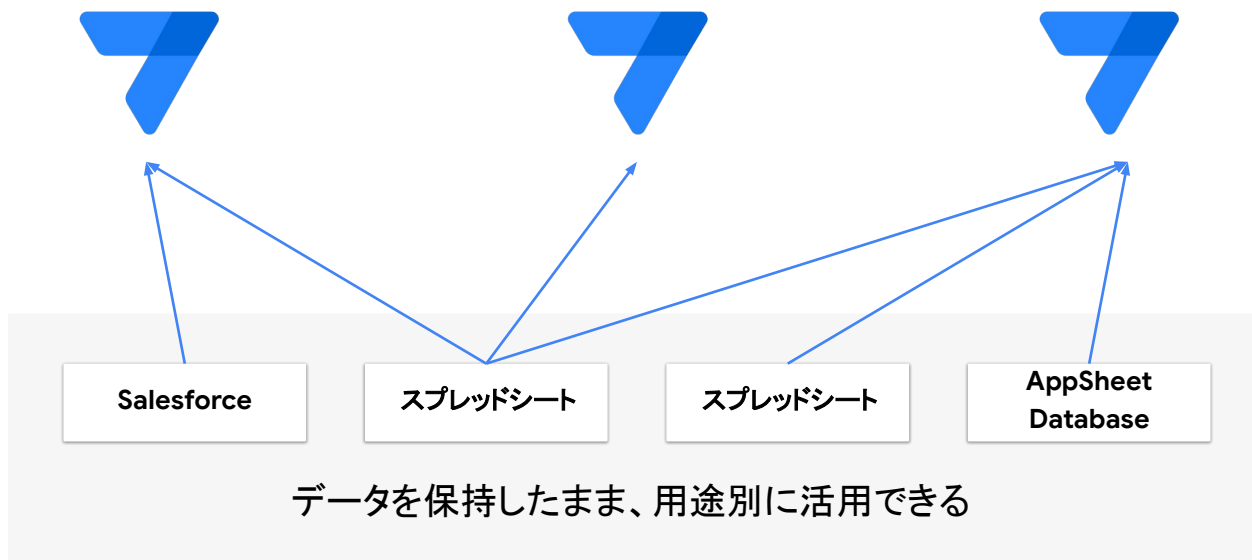 Salesforce
スプレッドシート
スプレッドシート
AppSheet
Database
データを保持したまま、用途別に活用できる